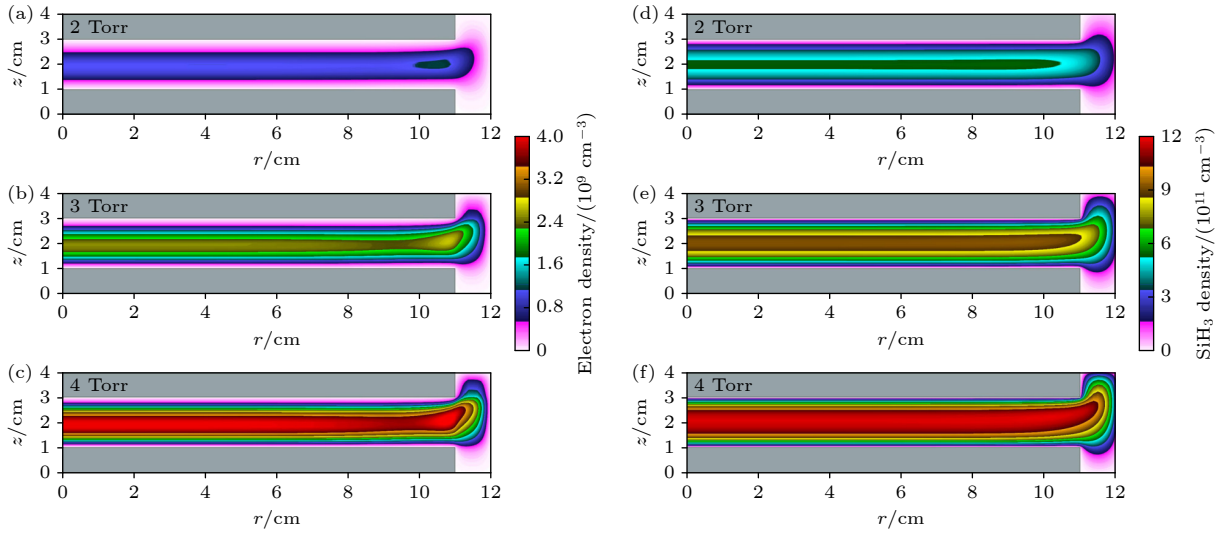 (a)
2 Torr
4
3
2
1
0
z/cm
0 2 4 6 8 10 12
r/cm
(b)
3 Torr
4
3
2
1
0
z/cm
0 2 4 6 8 10 12
r/cm
(c)
4 Torr
4
3
2
1
0
z/cm
0 2 4 6 8 10 12
r/cm
4.0
3.2
2.4
1.6
0.8
0
Electron density/(10⁹ cm⁻³)
(d)
2 Torr
4
3
2
1
0
z/cm
0 2 4 6 8 10 12
r/cm
(e)
3 Torr
4
3
2
1
0
z/cm
0 2 4 6 8 10 12
r/cm
(f)
4 Torr
4
3
2
1
0
z/cm
0 2 4 6 8 10 12
r/cm
12
9
6
3
0
SiH₃ density/(10¹¹ cm⁻³)